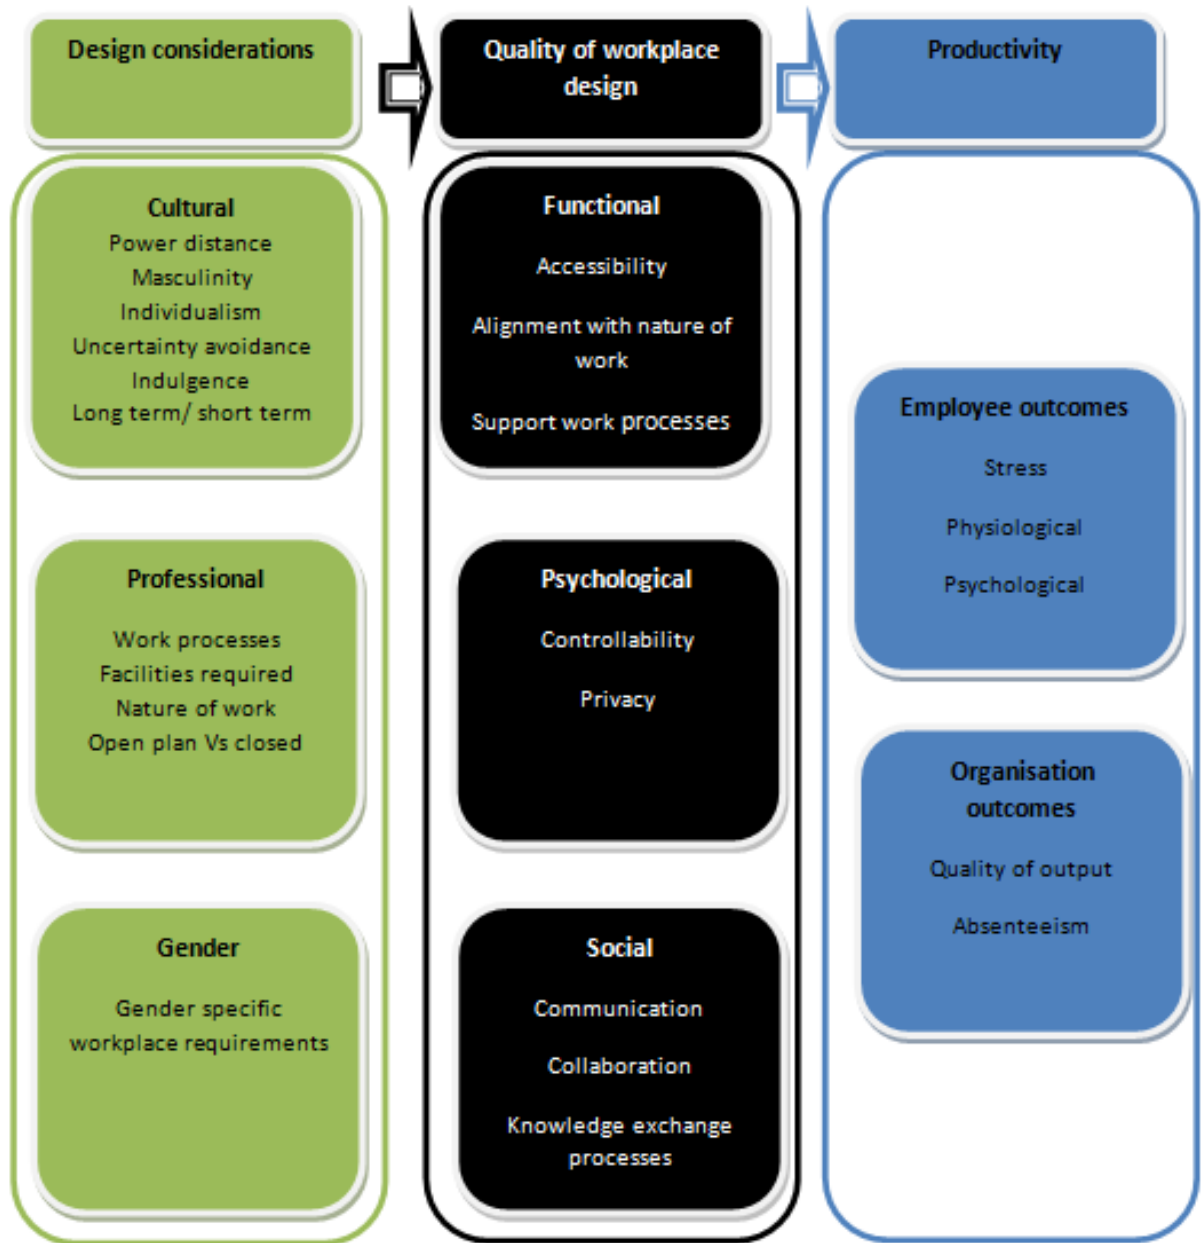 Design considerations
Quality of workplace
design
Productivity
Cultural
Power distance
Masculinity
Individualism
Uncertainty avoidance
Indulgence
Long term/ short term
Professional
Work processes
Facilities required
Nature of work
Open plan Vs closed
Gender
Gender specific
workplace requirements
Functional
Accessibility
Alignment with nature of
work
Support work processes
Psychological
Controllability
Privacy
Social
Communication
Collaboration
Knowledge exchange
processes
Employee outcomes
Stress
Physiological
Psychological
Organisation
outcomes
Quality of output
Absenteeism